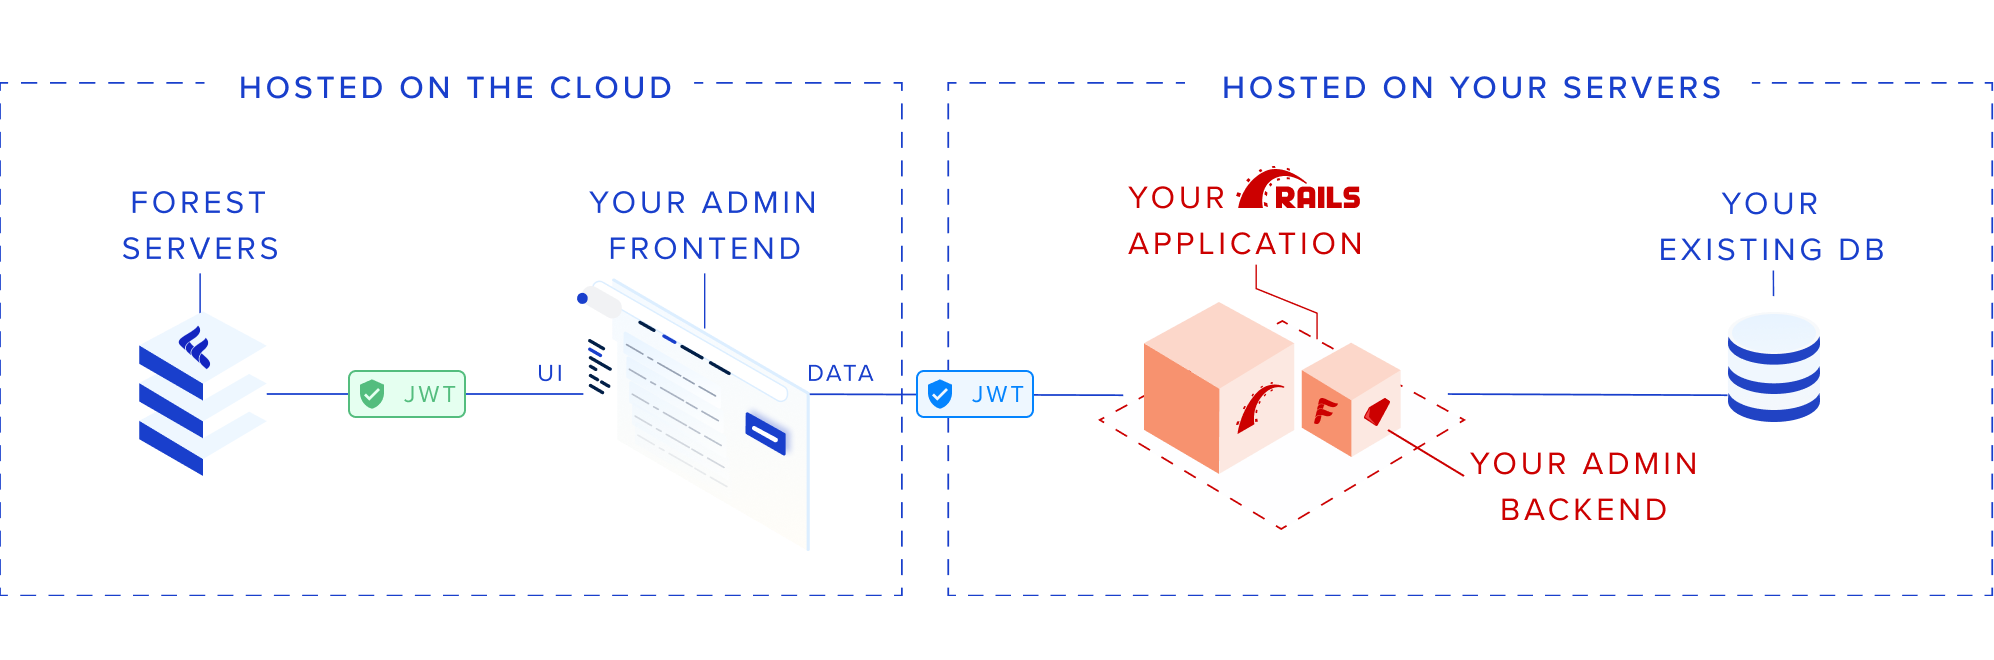 HOSTED ON THE CLOUD
HOSTED ON YOUR SERVERS
FOREST
SERVERS
YOUR ADMIN
FRONTEND
YOUR RAILS
APPLICATION
YOUR
EXISTING DB
JWT
UI
DATA
JWT
F
YOUR ADMIN
BACKEND